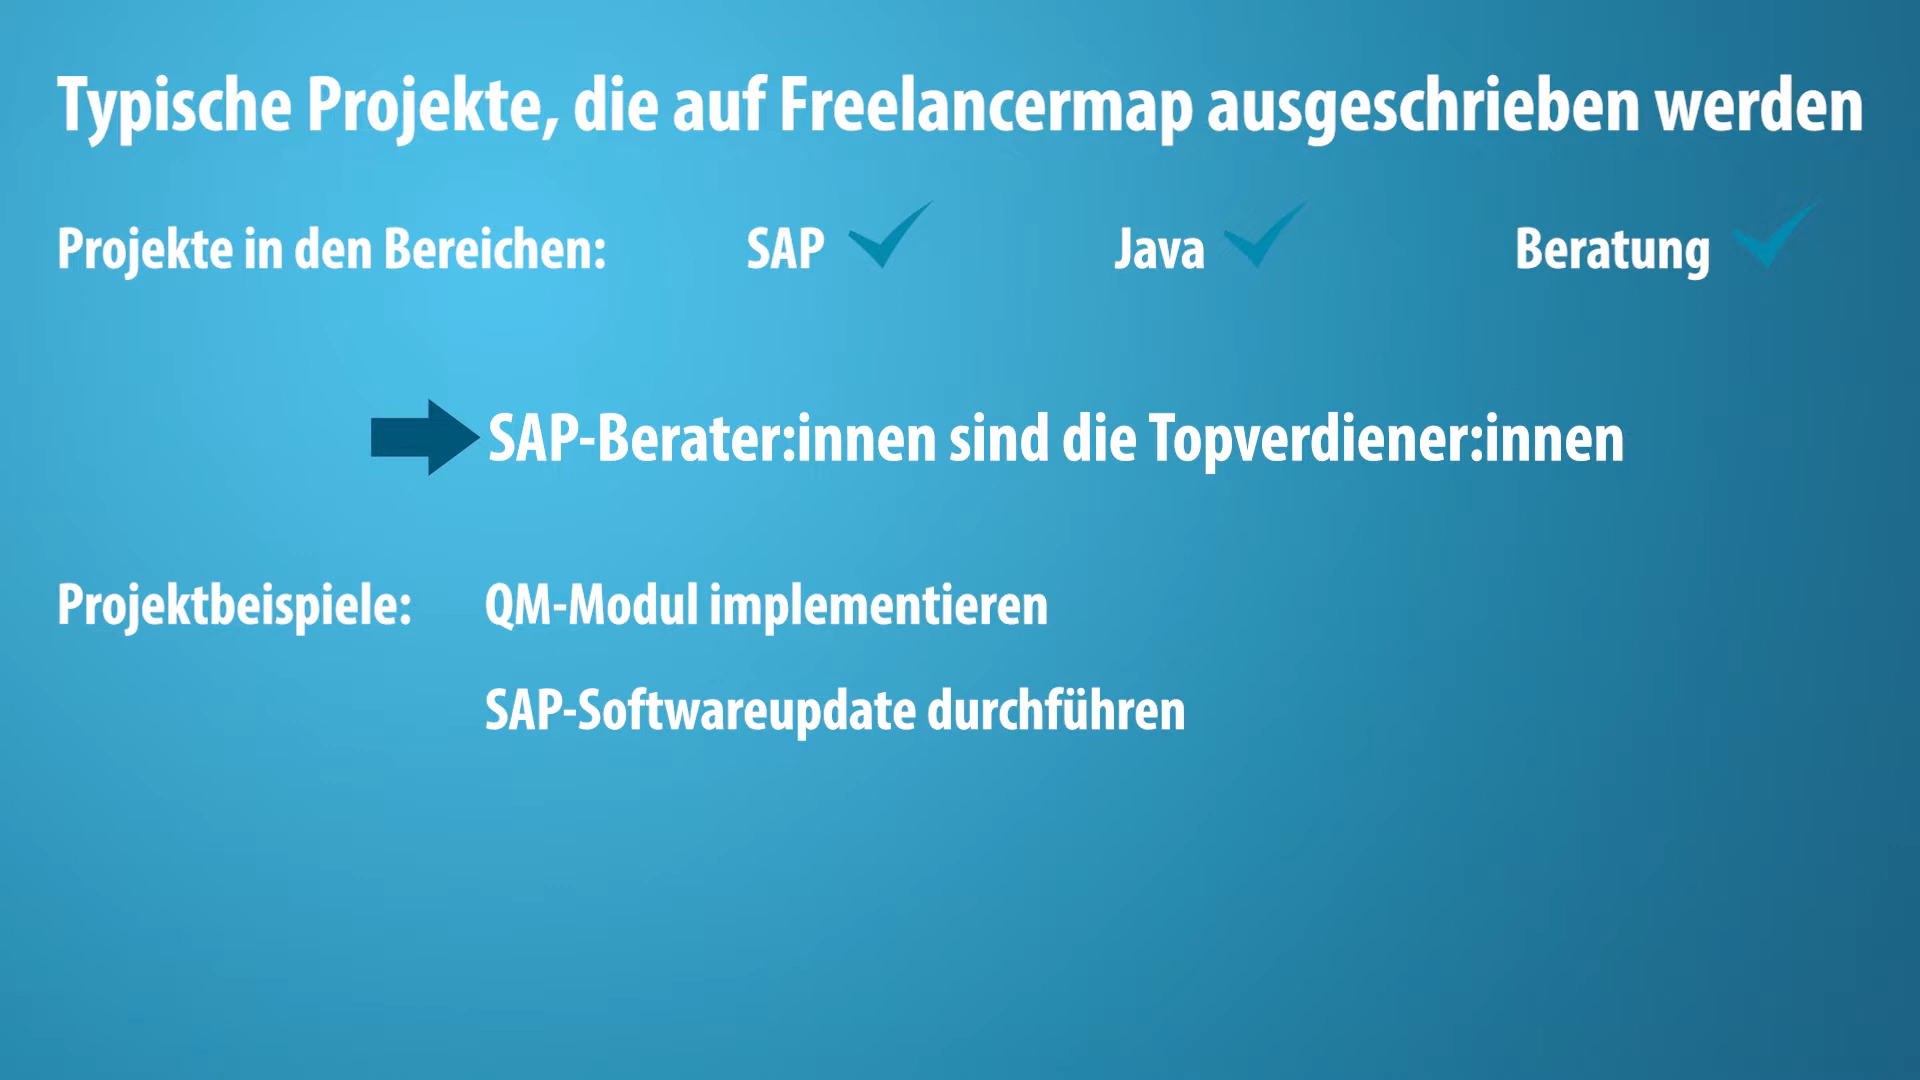 Typische Projekte, die auf Freelancermap ausgeschrieben werden
Projekte in den Bereichen: SAP Java Beratung
SAP-Berater:innen sind die Topverdiener:innen
Projektbeispiele: QM-Modul implementieren
SAP-Softwareupdate durchführen